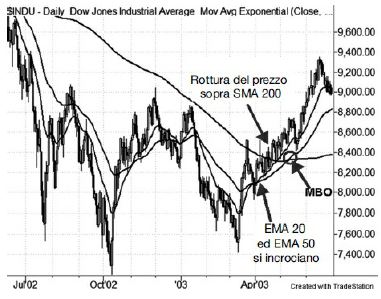 $INDU - Daily Dow Jones Industrial Average Mov Avg Exponential (Close, ...
9,600.00
9,400.00
9,200.00
9,000.00
8,800.00
8,600.00
8,400.00
8,200.00
8,000.00
7,800.00
7,600.00
7,400.00
Rottura del prezzo
sopra SMA 200
MBO
EMA 20
ed EMA 50
si incrociano
Jul'02
Oct'02
'03
Apr'03
Created with TradeStation